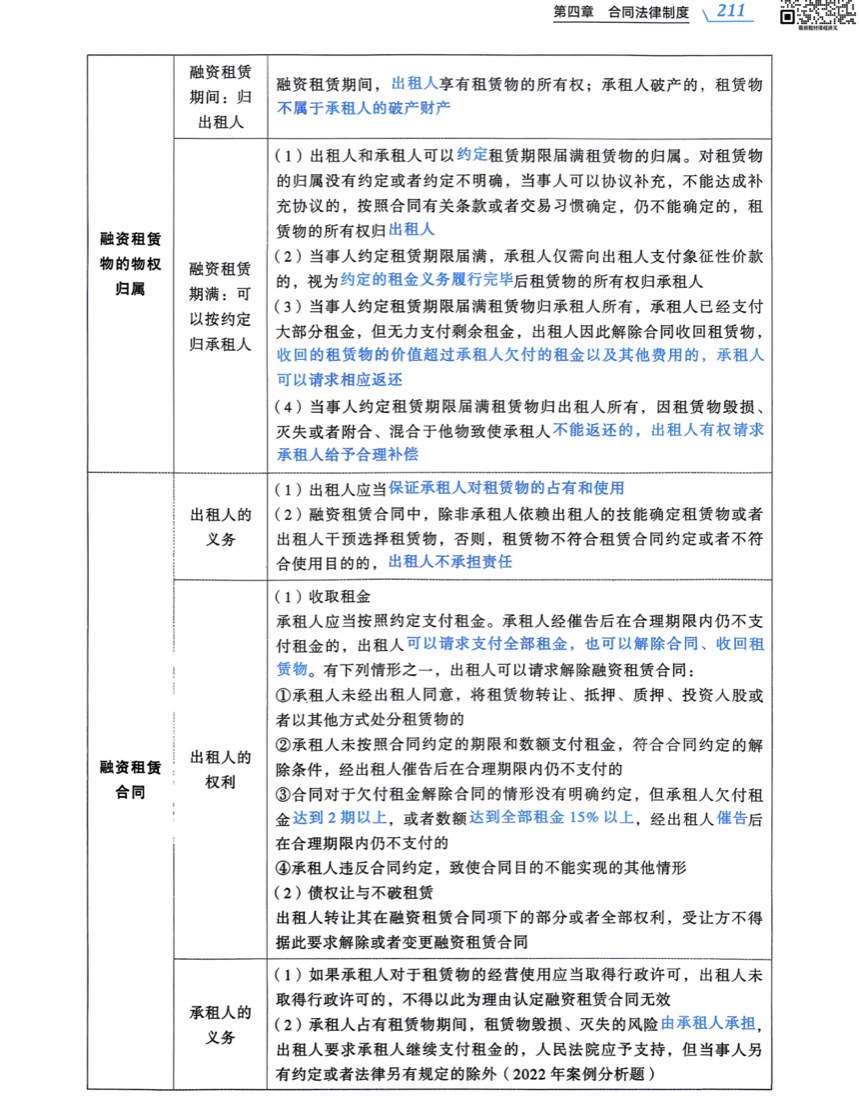 第四章　合同法律制度　211
融资租赁
期间：归
出租人
融资租赁期间，出租人享有租赁物的所有权；承租人破产的，租赁物
不属于承租人的破产财产
融资租赁
物的物权
归属
融资租赁
期满：可
以按约定
归承租人
（1）出租人和承租人可以约定租赁期限届满租赁物的归属。对租赁物
的归属没有约定或者约定不明确，当事人可以协议补充，不能达成补
充协议的，按照合同有关条款或者交易习惯确定，仍不能确定的，租
赁物的所有权归出租人
（2）当事人约定租赁期限届满，承租人仅需向出租人支付象征性价款
的，视为约定的租金义务履行完毕后租赁物的所有权归承租人
（3）当事人约定租赁期限届满租赁物归承租人所有，承租人已经支付
大部分租金，但无力支付剩余租金，出租人因此解除合同收回租赁物，
收回的租赁物的价值超过承租人欠付的租金以及其他费用的，承租人
可以请求相应返还
（4）当事人约定租赁期限届满租赁物归出租人所有，因租赁物毁损、
灭失或者附合、混合于他物致使承租人不能返还的，出租人有权请求
承租人给予合理补偿
融资租赁
合同
出租人的
义务
（1）出租人应当保证承租人对租赁物的占有和使用
（2）融资租赁合同中，除非承租人依赖出租人的技能确定租赁物或者
出租人干预选择租赁物，否则，租赁物不符合租赁合同约定或者不符
合使用目的的，出租人不承担责任
出租人的
权利
（1）收取租金
承租人应当按照约定支付租金。承租人经催告后在合理期限内仍不支
付租金的，出租人可以请求支付全部租金，也可以解除合同、收回租
赁物。有下列情形之一，出租人可以请求解除融资租赁合同：
①承租人未经出租人同意，将租赁物转让、抵押、质押、投资入股或
者以其他方式处分租赁物的
②承租人未按照合同约定的期限和数额支付租金，符合合同约定的解
除条件，经出租人催告后在合理期限内仍不支付的
③合同对于欠付租金解除合同的情形没有明确约定，但承租人欠付租
金达到2期以上，或者数额达到全部租金15%以上，经出租人催告后
在合理期限内仍不支付的
④承租人违反合同约定，致使合同目的不能实现的其他情形
（2）债权让与不破租赁
出租人转让其在融资租赁合同项下的部分或者全部权利，受让方不得
据此要求解除或者变更融资租赁合同
承租人的
义务
（1）如果承租人对于租赁物的经营使用应当取得行政许可，出租人未
取得行政许可的，不得以此为理由认定融资租赁合同无效
（2）承租人占有租赁物期间，租赁物毁损、灭失的风险由承租人承担，
出租人要求承租人继续支付租金的，人民法院应予支持，但当事人另
有约定或者法律另有规定的除外（2022年案例分析题）